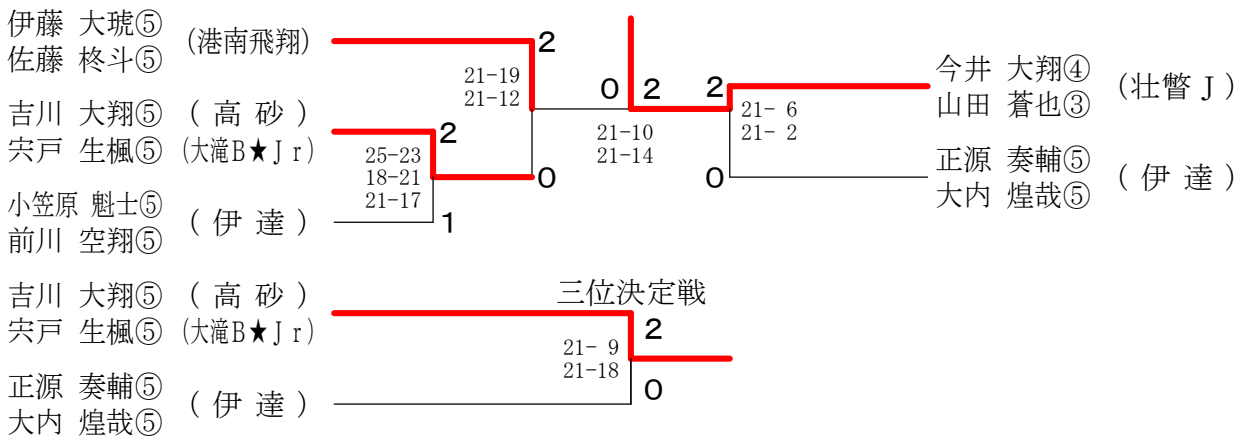 伊藤 大琥⑤
佐藤 柊斗⑤
(港南飛翔)
2
21-19
21-12
吉川 大翔⑤ (高砂)
宍戸 生楓⑤ (大滝B★Jr)
2
25-23
18-21
21-17
0
小笠原 魁士⑤
前川 空翔⑤
(伊達)
1
0 2
21-10
21-14
2
21- 6
21- 2
今井 大翔④
山田 蒼也③
(壮瞥J)
0
正源 奏輔⑤
大内 煌哉⑤
(伊達)
三位決定戦
吉川 大翔⑤ (高砂)
宍戸 生楓⑤ (大滝B★Jr)
2
21- 9
21-18
正源 奏輔⑤
大内 煌哉⑤
(伊達)
0